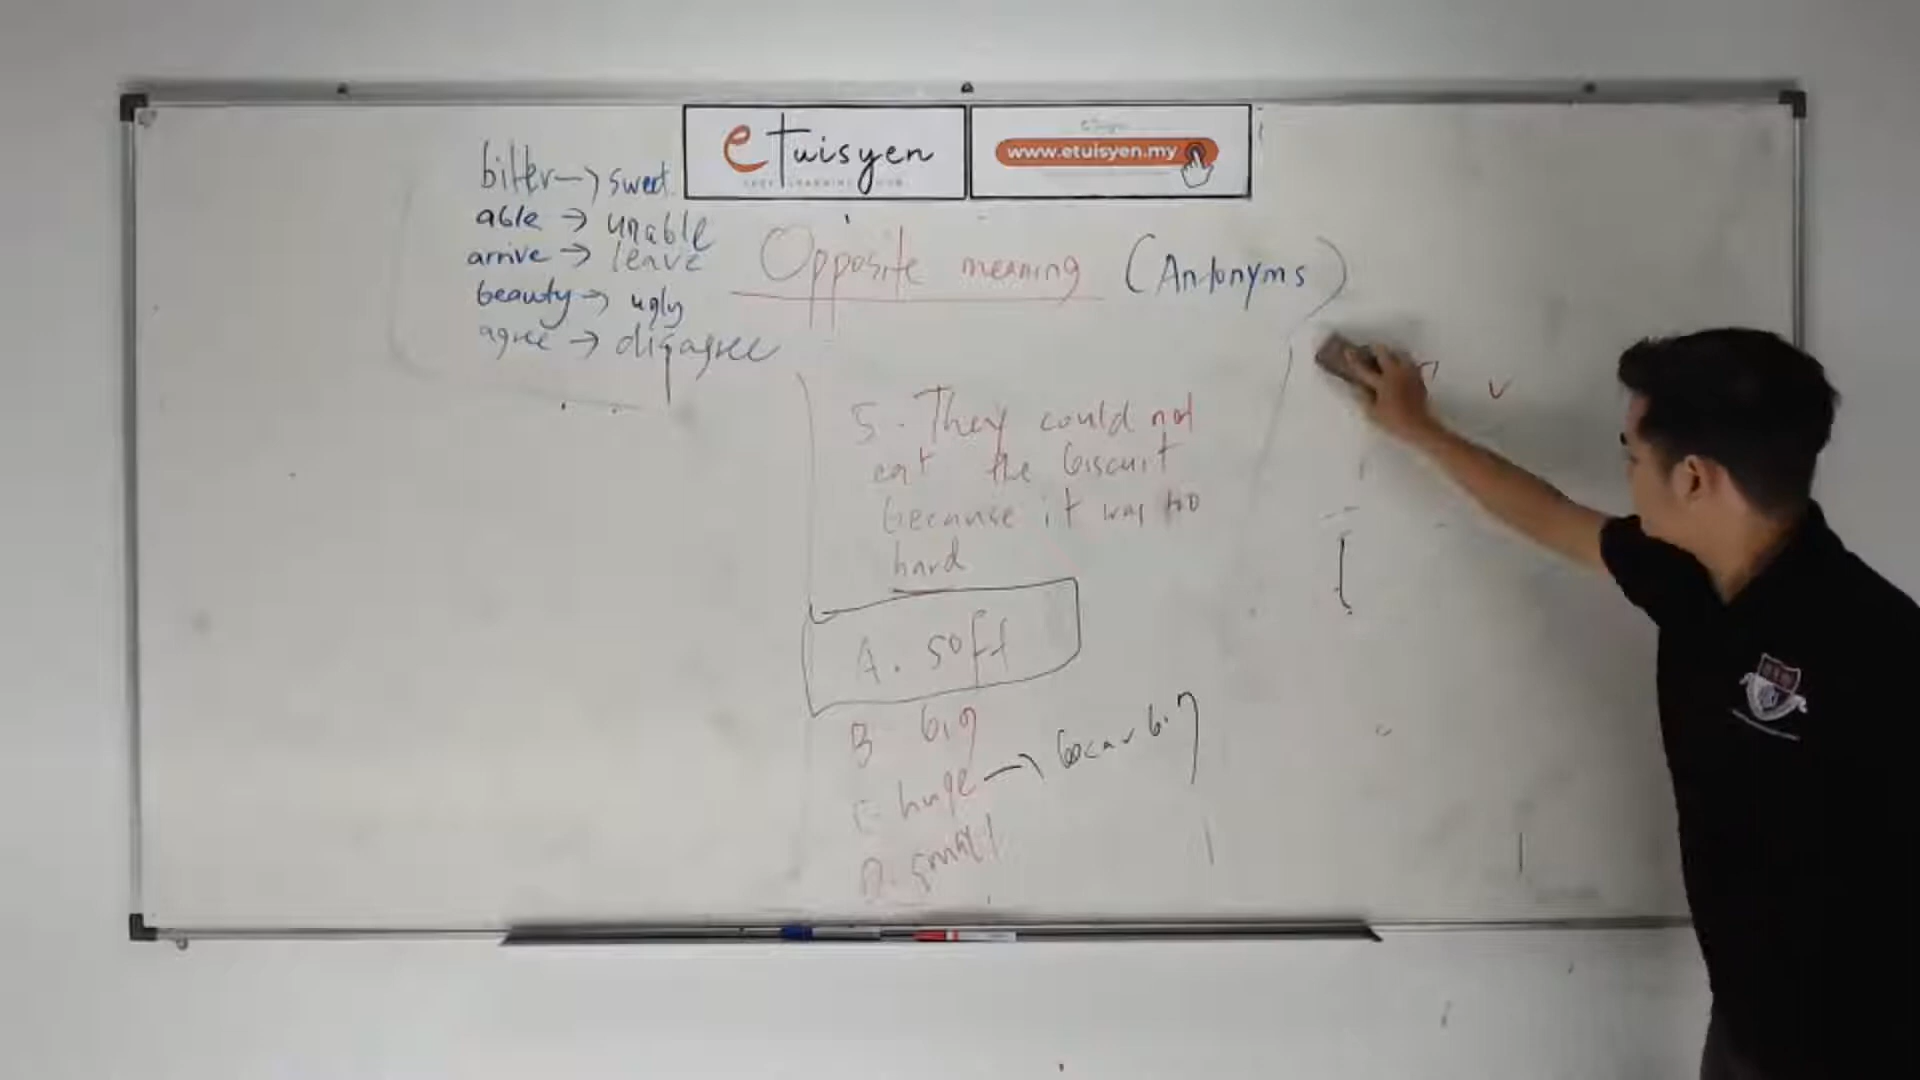 eTuisyen
www.etuisyen.my
bitter → sweet
able → unable
arrive → leave
beauty → ugly
agree → disagree
Opposite meaning (Antonyms)
5. They could not
eat the biscuit
because it was too
hard
A. soft
B big
C. huge →
big
D. small